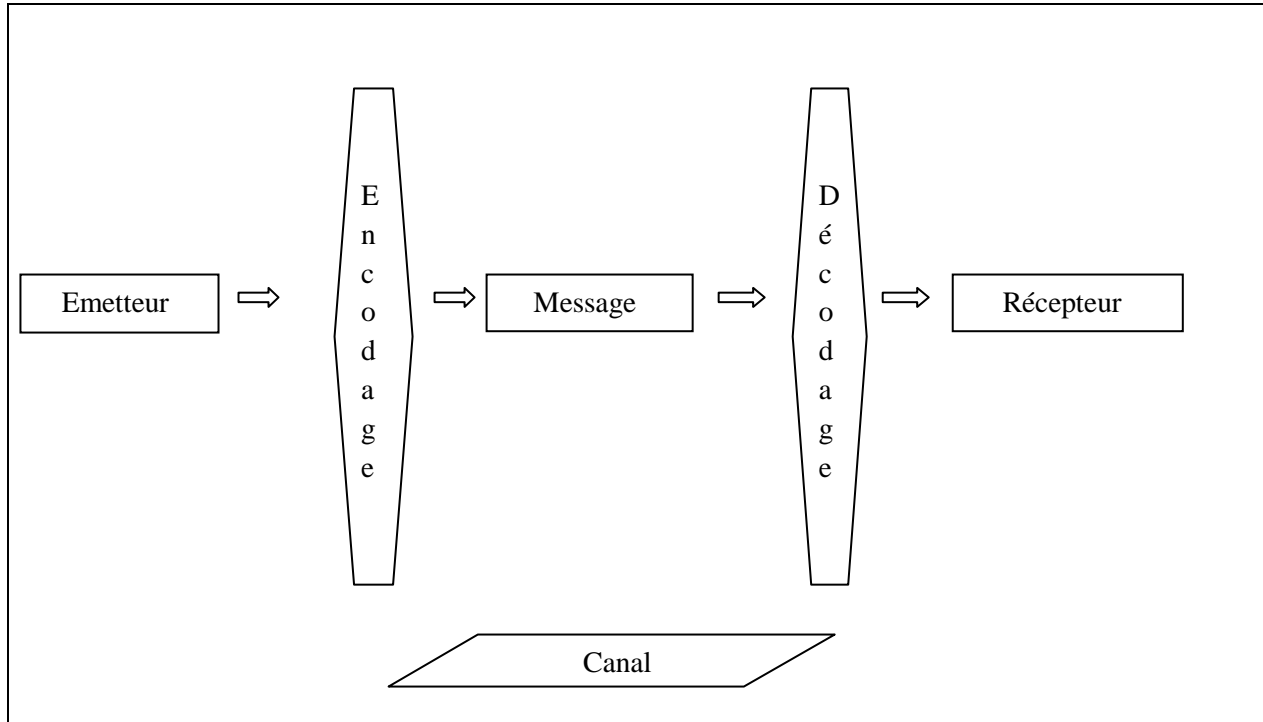 Emetteur
Encodage
Message
Décodage
Récepteur
Canal